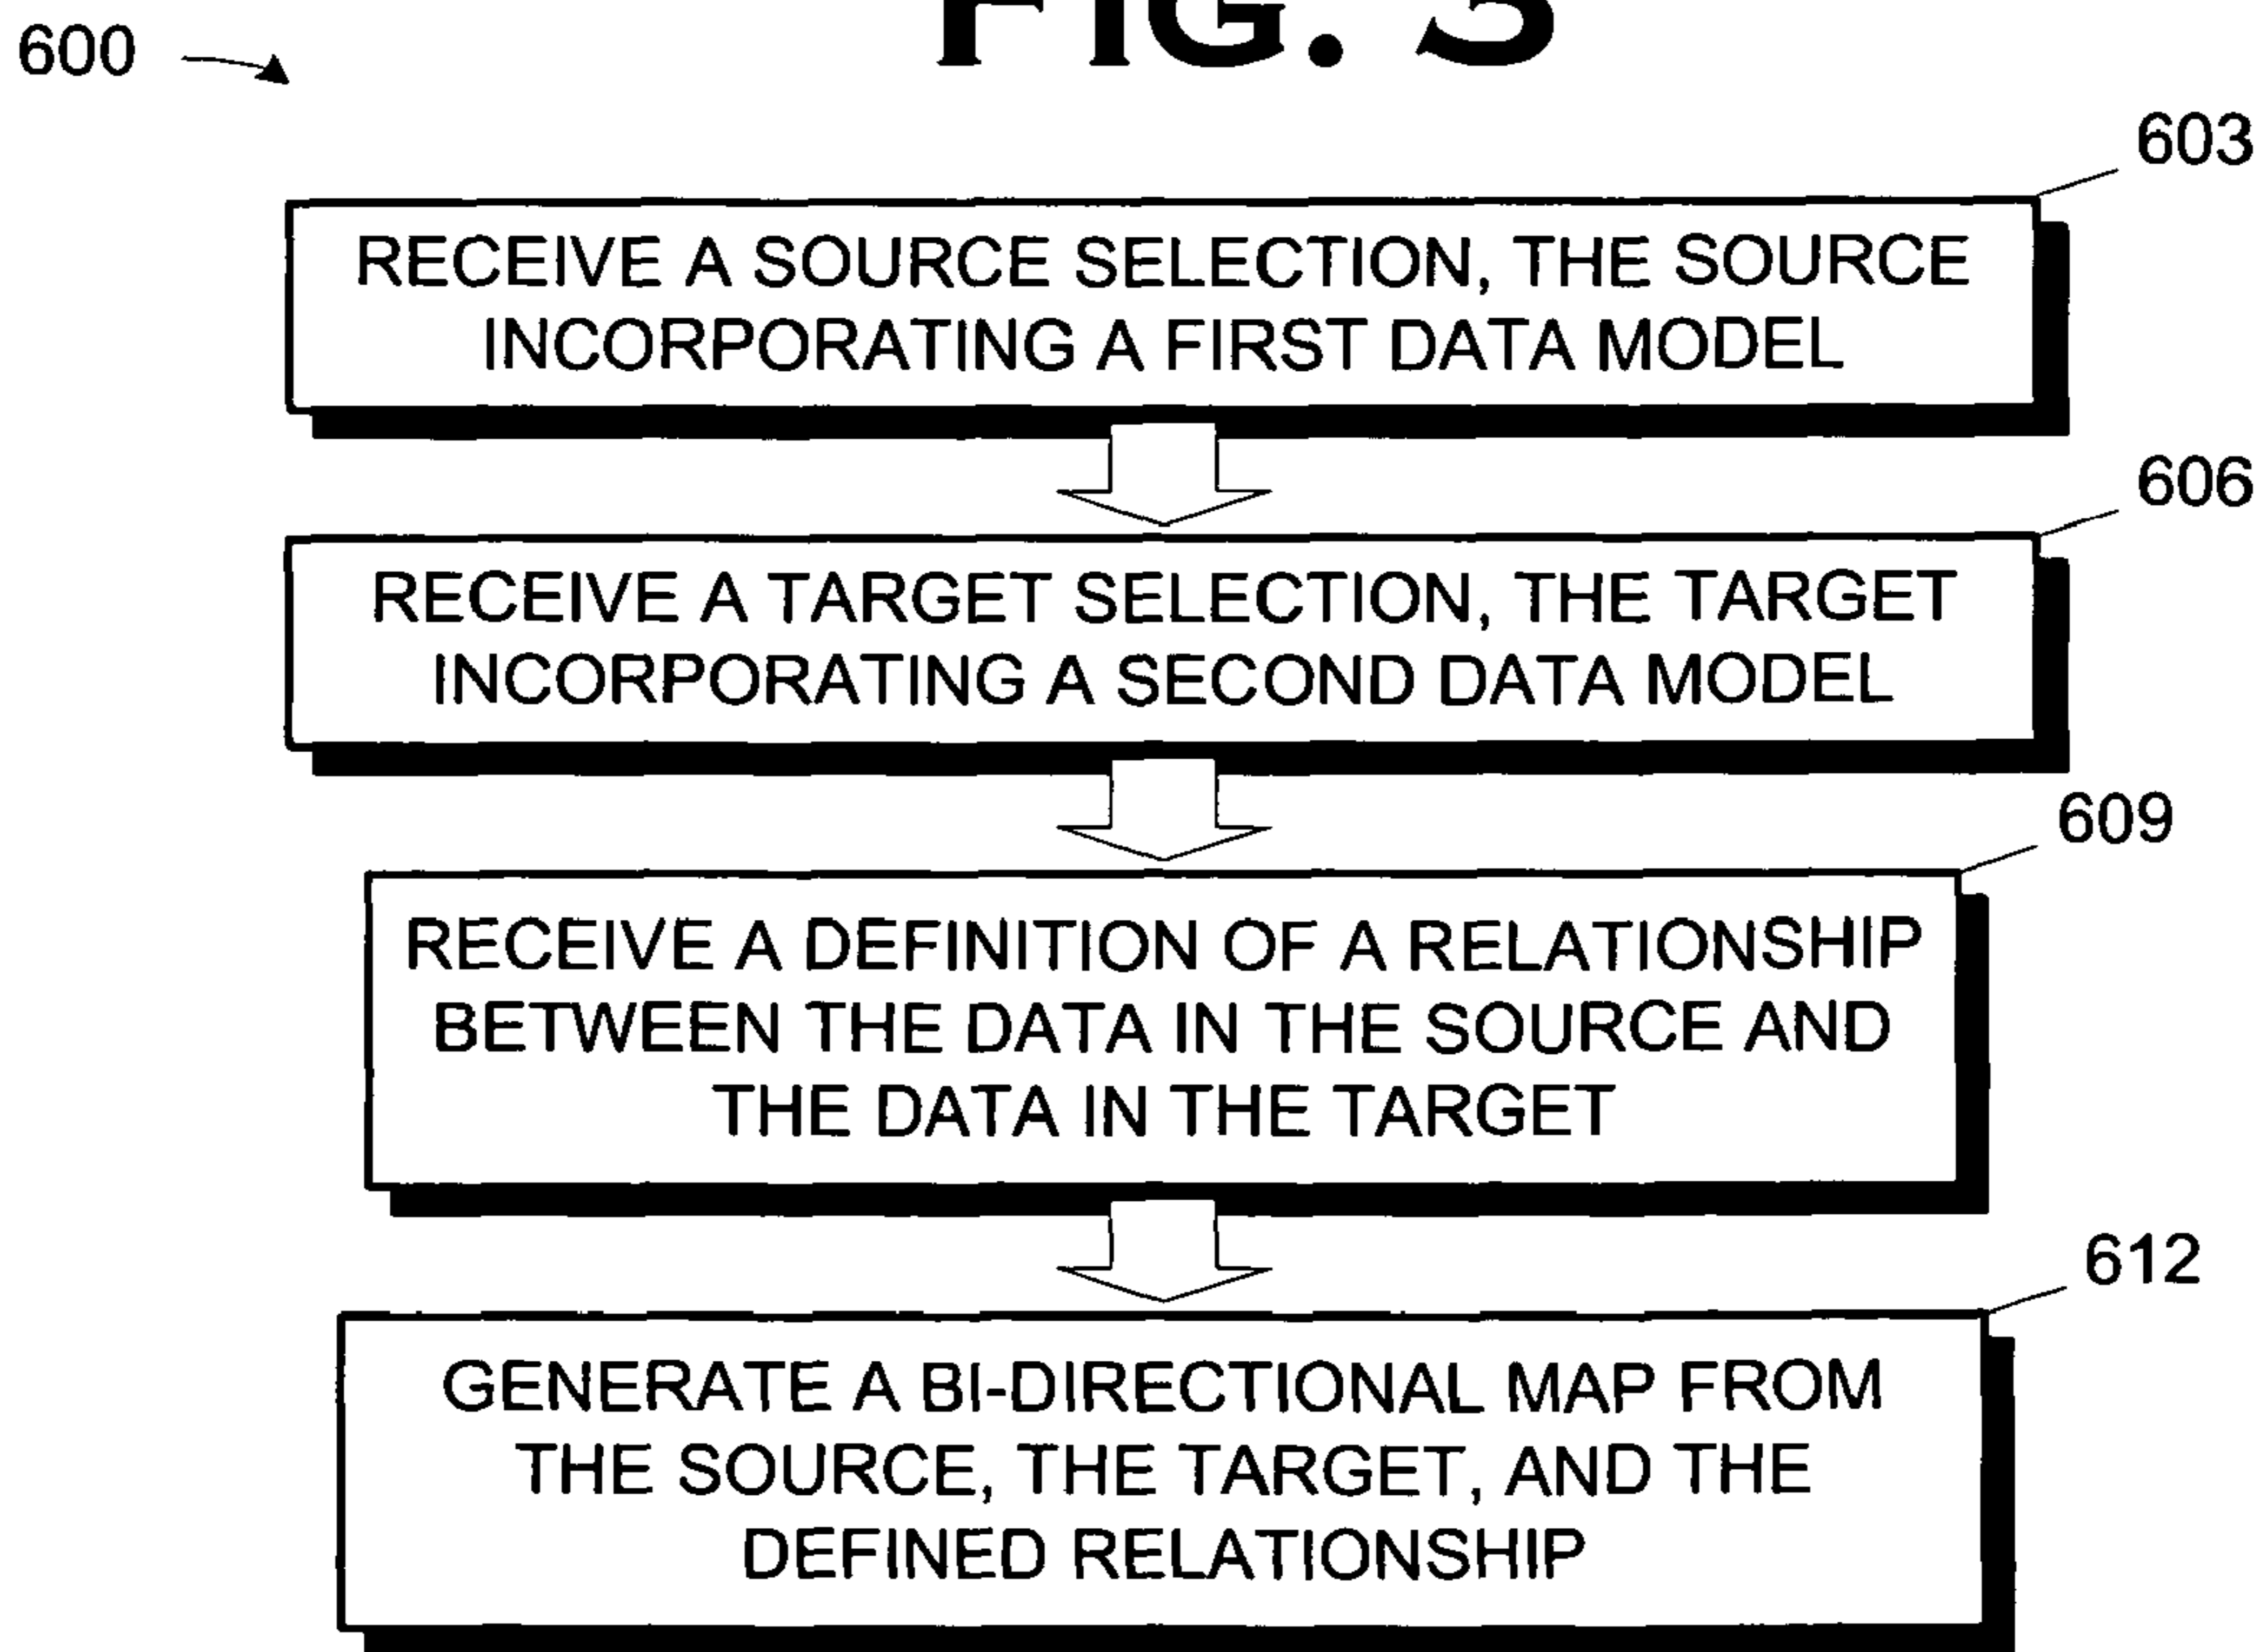 FIG.
600
603
RECEIVE A SOURCE SELECTION, THE SOURCE
INCORPORATING A FIRST DATA MODEL
606
RECEIVE A TARGET SELECTION, THE TARGET
INCORPORATING A SECOND DATA MODEL
609
RECEIVE A DEFINITION OF A RELATIONSHIP
BETWEEN THE DATA IN THE SOURCE AND
THE DATA IN THE TARGET
612
GENERATE A BI-DIRECTIONAL MAP FROM
THE SOURCE, THE TARGET, AND THE
DEFINED RELATIONSHIP